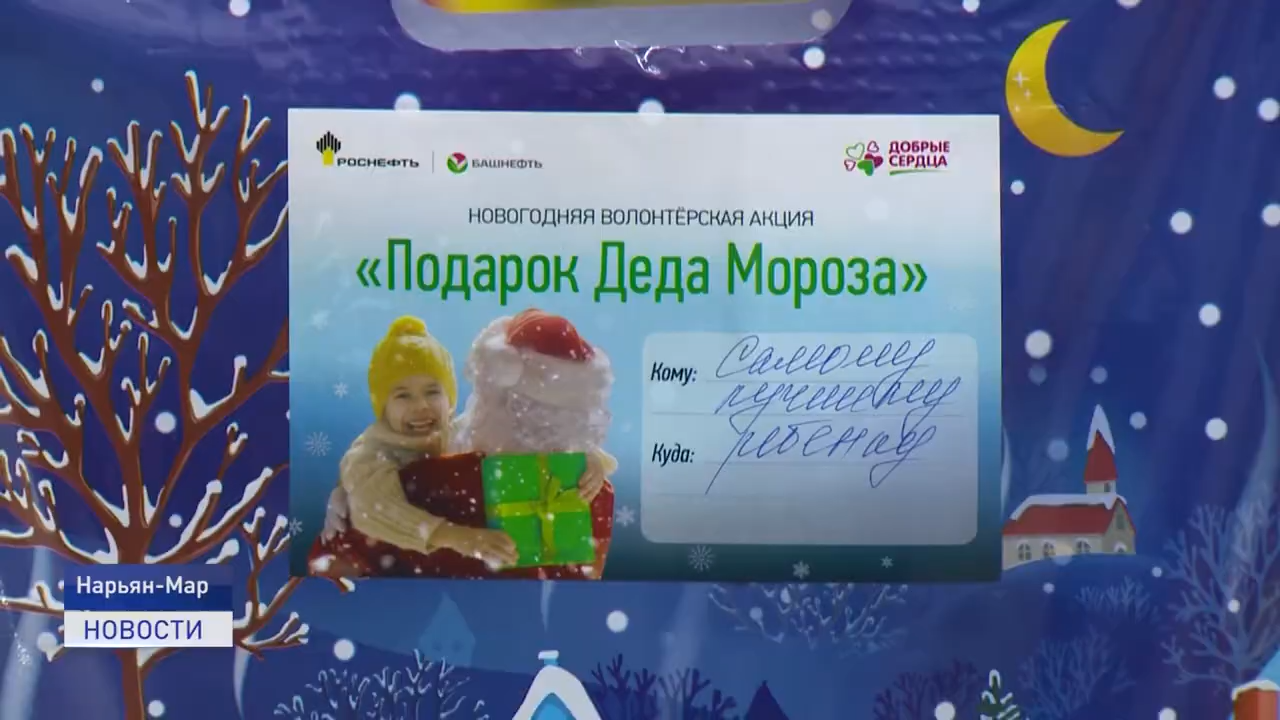 РОСНЕФТЬ
БАШНЕФТЬ
ДОБРЫЕ
СЕРДЦА
НОВОГОДНЯЯ ВОЛОНТЁРСКАЯ АКЦИЯ
«Подарок Деда Мороза»
Кому: Самому
лучшему
Куда: ребенку
Нарьян-Мар
НОВОСТИ